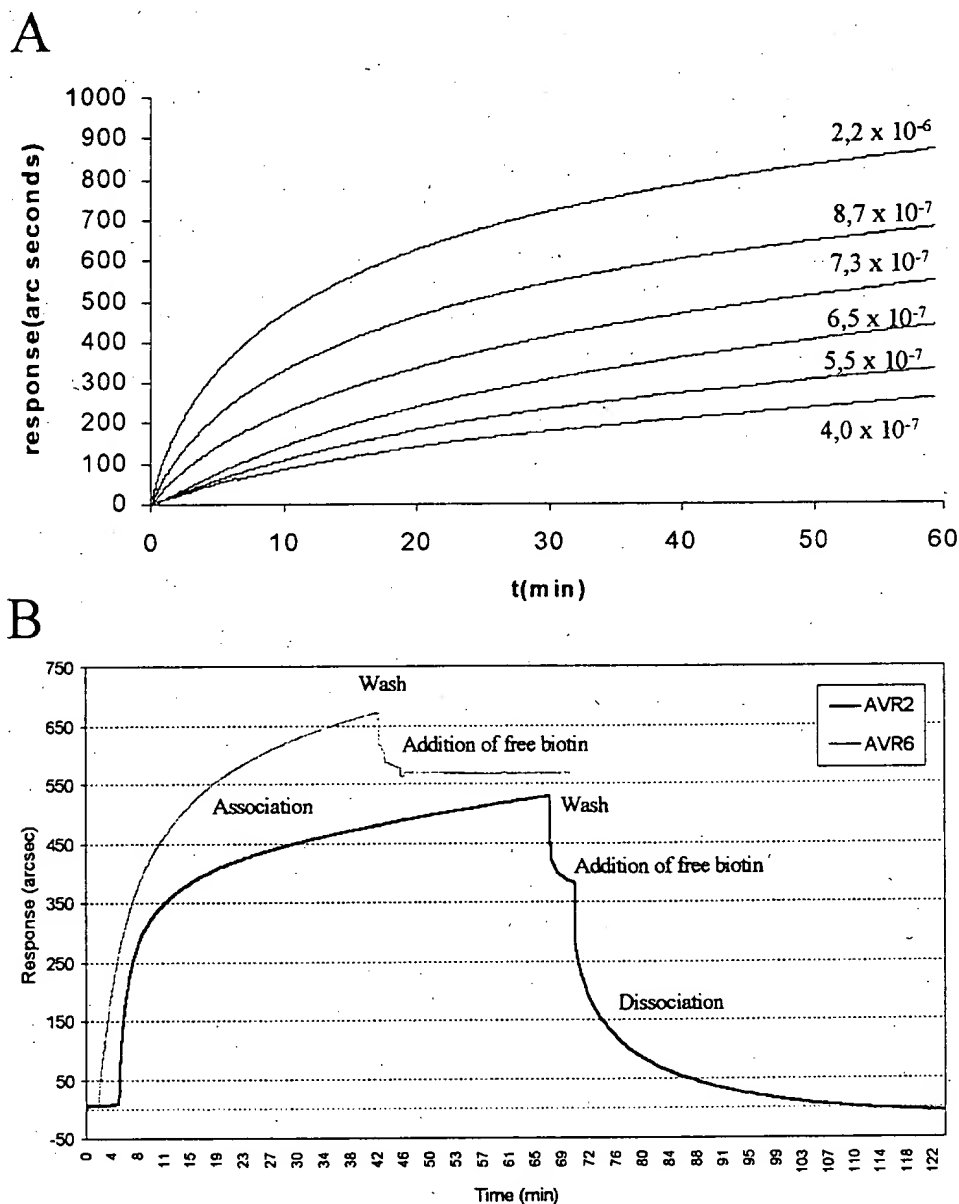 A
response(arc seconds)
1000
900
800
700
600
500
400
300
200
100
0
2,2 x 10-6
8,7 x 10-7
7,3 x 10-7
6,5 x 10-7
5,5 x 10-7
4,0 x 10-7
0 10 20 30 40 50 60
t(min)
B
Response (arcsec)
750
650
550
450
350
250
150
50
-50
Wash
Addition of free biotin
Association
Wash
Addition of free biotin
Dissociation
AVR2
AVR6
0 4 8 11 15 19 23 27 30 34 38 42 46 50 53 57 61 65 69 72 76 80 84 88 91 95 99 103 107 110 114 118 122
Time (min)